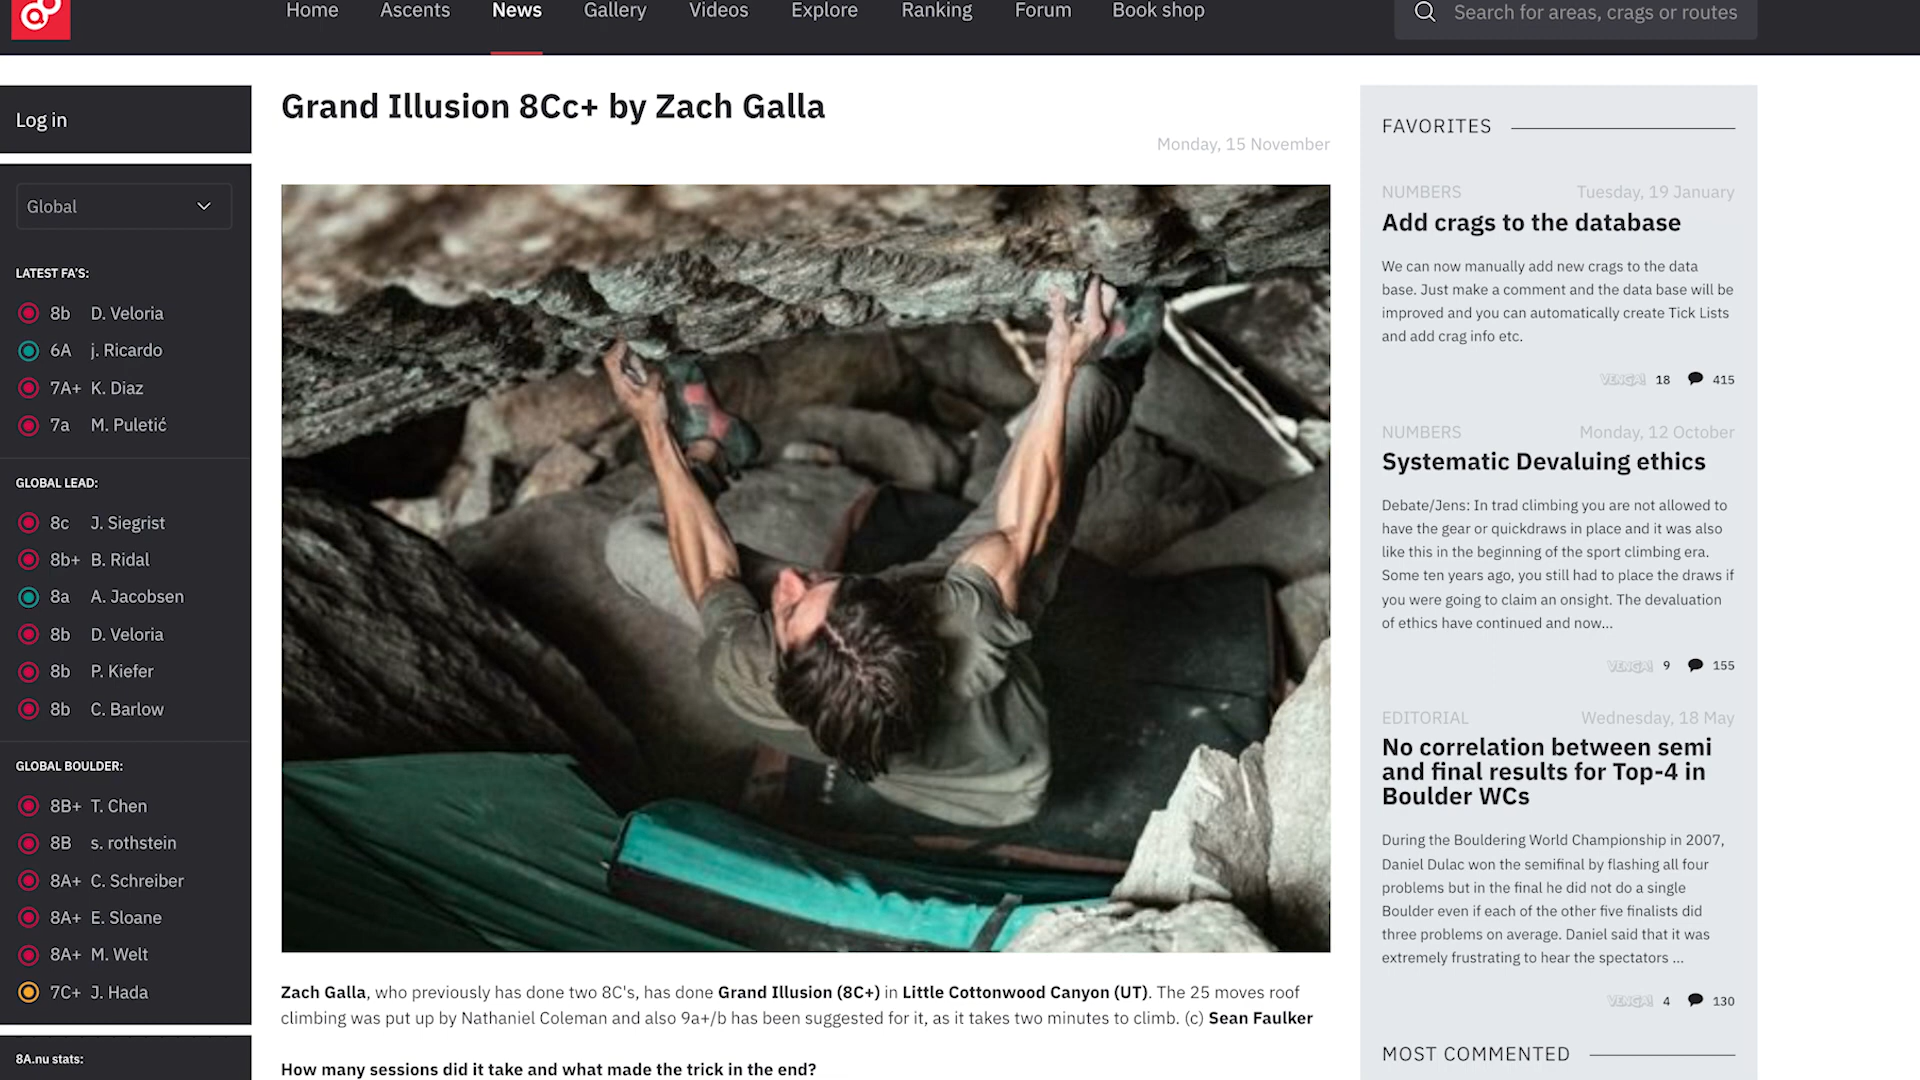 Home Ascents News Gallery Videos Explore Ranking Forum Book shop
Search for areas, crags or routes
Log in
Global
LATEST FA'S:
8b D. Veloria
6A j. Ricardo
7A+ K. Diaz
7a M. Puletić
GLOBAL LEAD:
8c J. Siegrist
8b+ B. Ridal
8a A. Jacobsen
8b D. Veloria
8b P. Kiefer
8b C. Barlow
GLOBAL BOULDER:
8B+ T. Chen
8B s. rothstein
8A+ C. Schreiber
8A+ E. Sloane
8A+ M. Welt
7C+ J. Hada
8A.nu stats:
Grand Illusion 8Cc+ by Zach Galla
Monday, 15 November
Zach Galla, who previously has done two 8C's, has done Grand Illusion (8C+) in Little Cottonwood Canyon (UT). The 25 moves roof
climbing was put up by Nathaniel Coleman and also 9a+/b has been suggested for it, as it takes two minutes to climb. (c) Sean Faulker
How many sessions did it take and what made the trick in the end?
FAVORITES
NUMBERS Tuesday, 19 January
Add crags to the database
We can now manually add new crags to the data
base. Just make a comment and the data base will be
improved and you can automatically create Tick Lists
and add crag info etc.
VENGA! 18 415
NUMBERS Monday, 12 October
Systematic Devaluing ethics
Debate/Jens: In trad climbing you are not allowed to
have the gear or quickdraws in place and it was also
like this in the beginning of the sport climbing era.
Some ten years ago, you still had to place the draws if
you were going to claim an onsight. The devaluation
of ethics have continued and now...
VENGA! 9 155
EDITORIAL Wednesday, 18 May
No correlation between semi
and final results for Top-4 in
Boulder WCs
During the Bouldering World Championship in 2007,
Daniel Dulac won the semifinal by flashing all four
problems but in the final he did not do a single
Boulder even if each of the other five finalists did
three problems on average. Daniel said that it was
extremely frustrating to hear the spectators ...
VENGA! 4 130
MOST COMMENTED